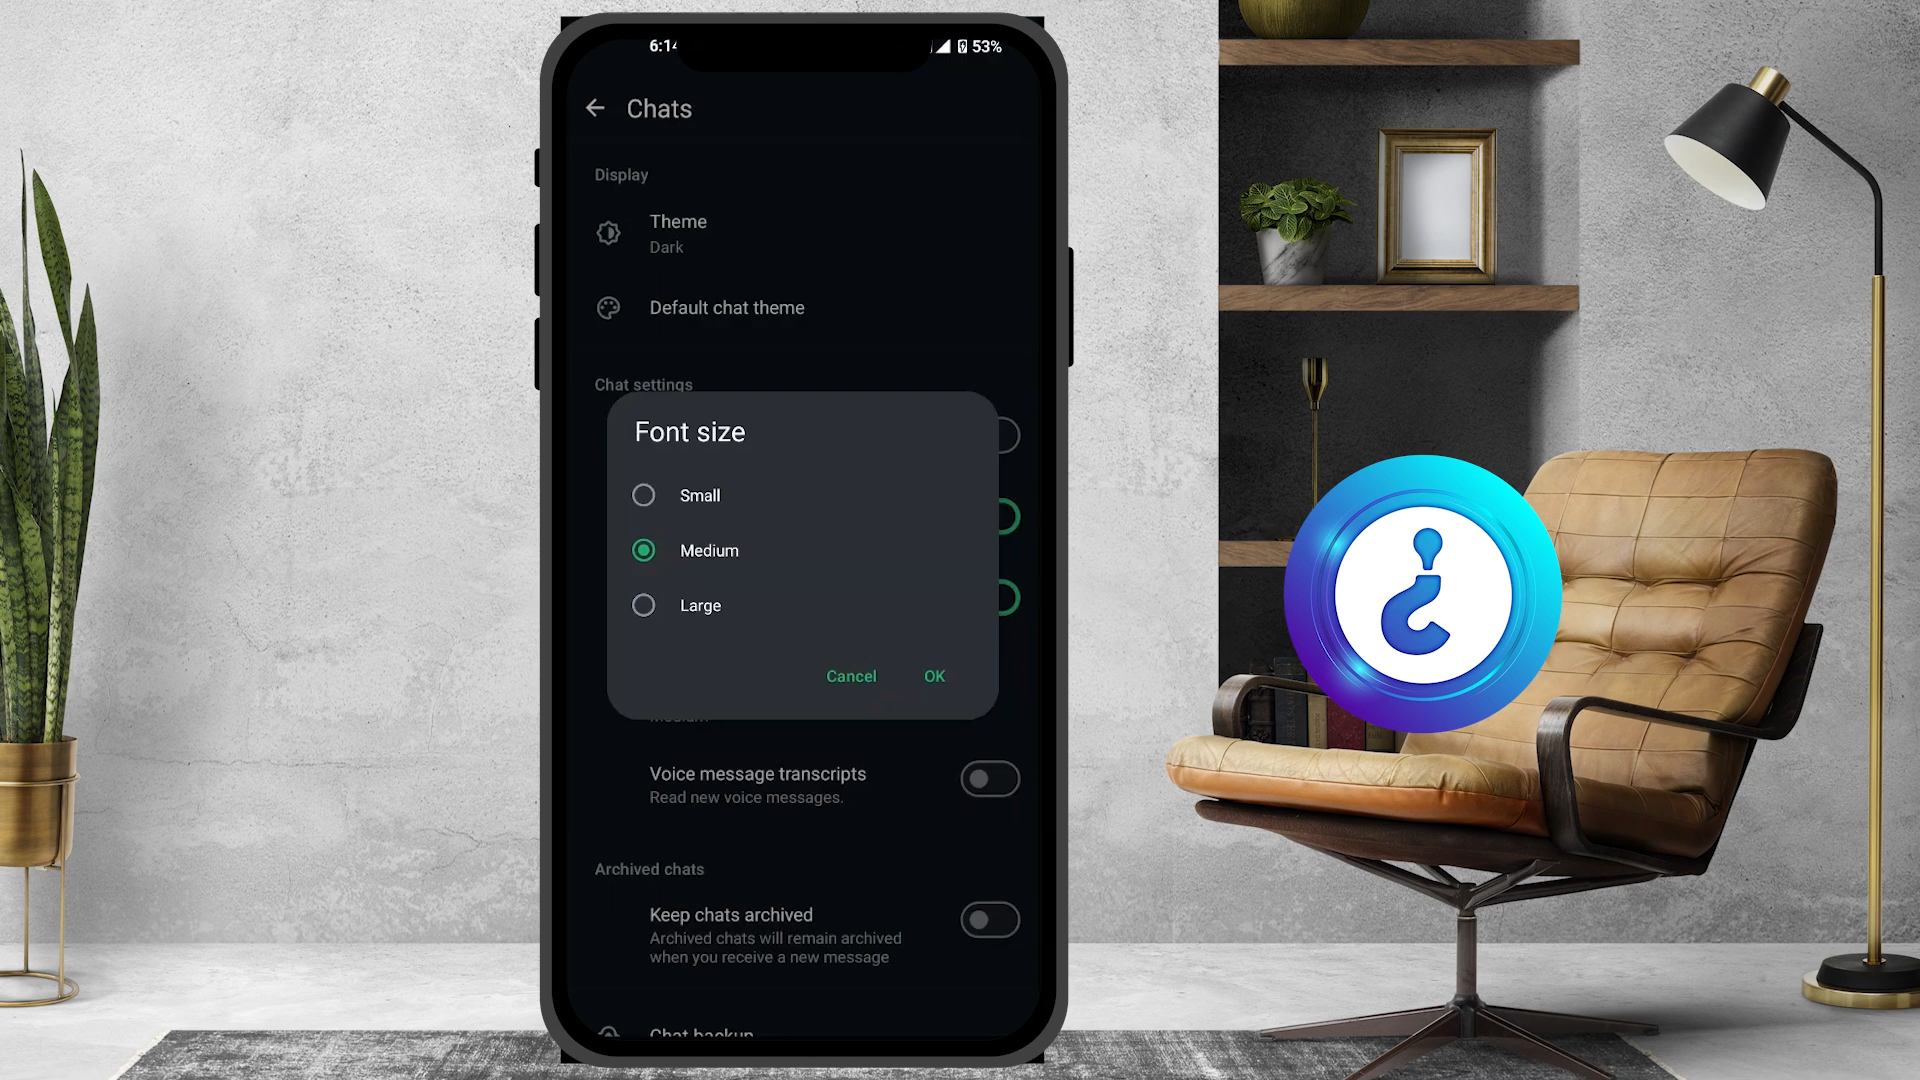 6:14
53%
Chats
Display
Theme
Dark
Default chat theme
Chat settings
Font size
Small
Medium
Large
Cancel
OK
Medium
Voice message transcripts
Read new voice messages.
Archived chats
Keep chats archived
Archived chats will remain archived
when you receive a new message
Chat backup